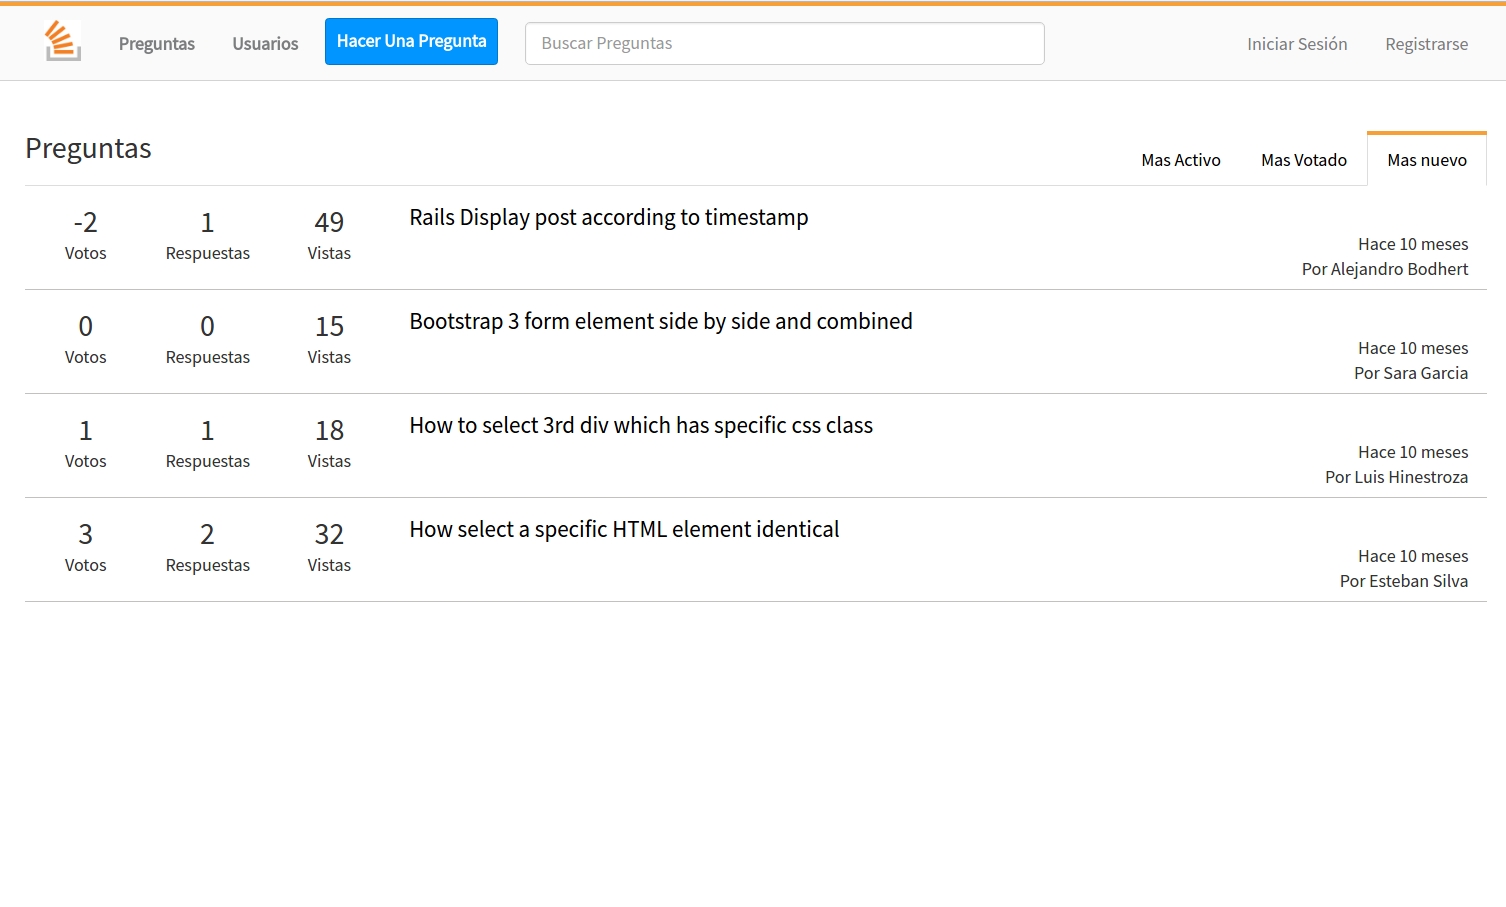 Preguntas Usuarios Hacer Una Pregunta Buscar Preguntas Iniciar Sesión Registrarse
Preguntas Mas Activo Mas Votado Mas nuevo
-2 1 49 Rails Display post according to timestamp
Votos Respuestas Vistas
Hace 10 meses
Por Alejandro Bodhert
0 0 15 Bootstrap 3 form element side by side and combined
Votos Respuestas Vistas
Hace 10 meses
Por Sara Garcia
1 1 18 How to select 3rd div which has specific css class
Votos Respuestas Vistas
Hace 10 meses
Por Luis Hinestroza
3 2 32 How select a specific HTML element identical
Votos Respuestas Vistas
Hace 10 meses
Por Esteban Silva